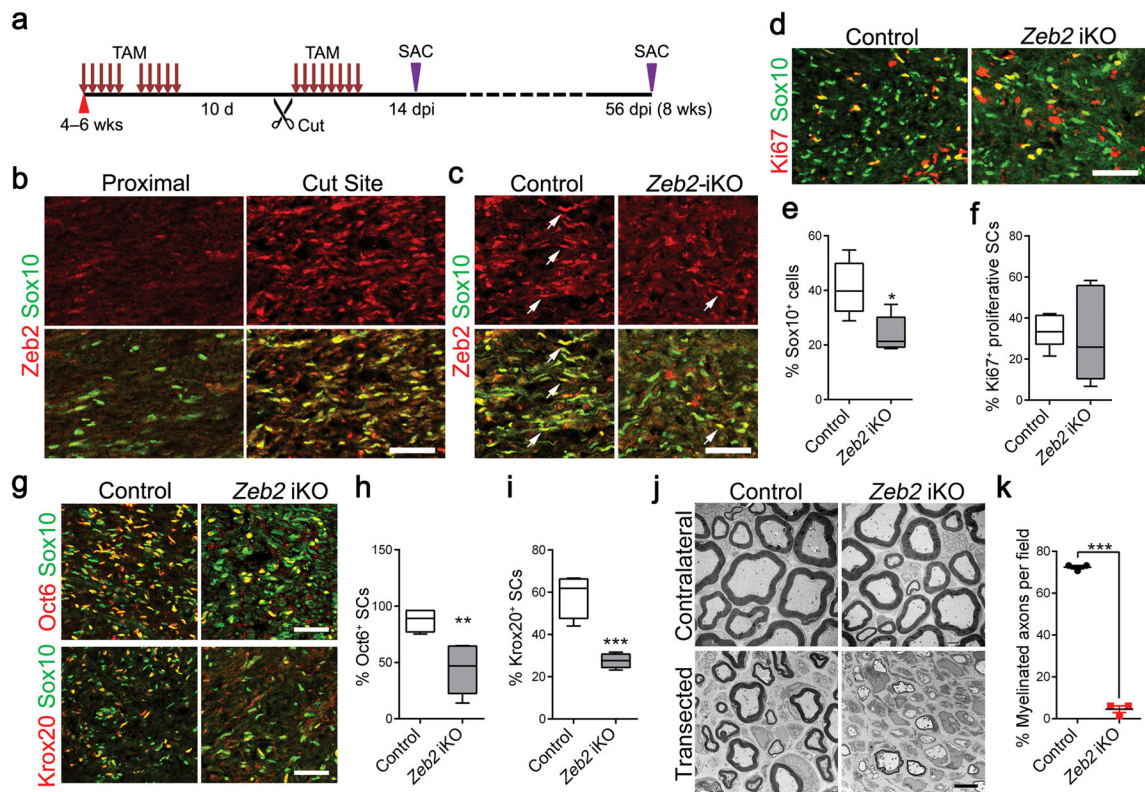 a
TAM
TAM
SAC
SAC
4–6 wks
10 d
Cut
14 dpi
56 dpi (8 wks)
b
Proximal
Cut Site
Zeb2 Sox10
c
Control
Zeb2-iKO
Zeb2 Sox10
d
Control
Zeb2 iKO
Ki67 Sox10
e
% Sox10+ cells
60
40
20
0
*
Control
Zeb2 iKO
f
% Ki67+ proliferative SCs
80
60
40
20
0
Control
Zeb2 iKO
g
Control
Zeb2 iKO
Oct6 Sox10
Krox20 Sox10
h
% Oct6+ SCs
150
100
50
0
**
Control
Zeb2 iKO
i
% Krox20+ SCs
80
60
40
20
0
***
Control
Zeb2 iKO
j
Control
Zeb2 iKO
Contralateral
Transected
k
% Myelinated axons per field
80
60
40
20
0
***
Control
Zeb2 iKO